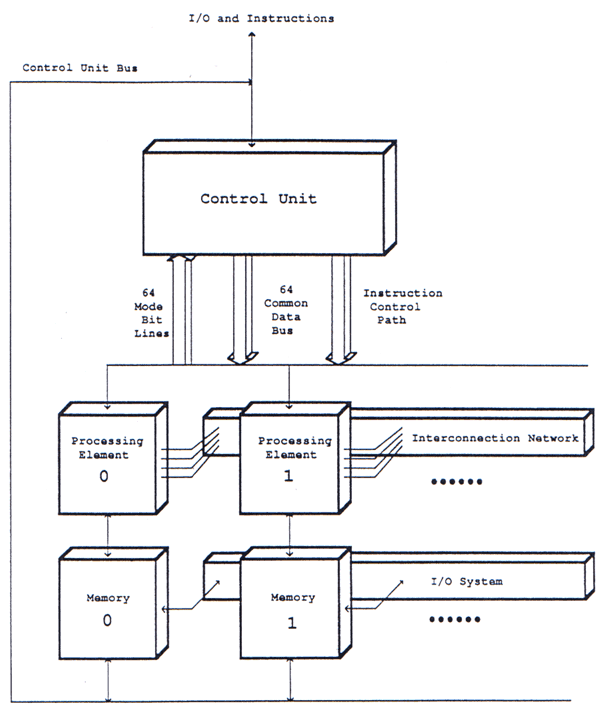 I/O and Instructions
Control Unit Bus
Control Unit
64
Mode
Bit
Lines
64
Common
Data
Bus
Instruction
Control
Path
Processing
Element
0
Processing
Element
1
Interconnection Network
Memory
0
Memory
1
I/O System